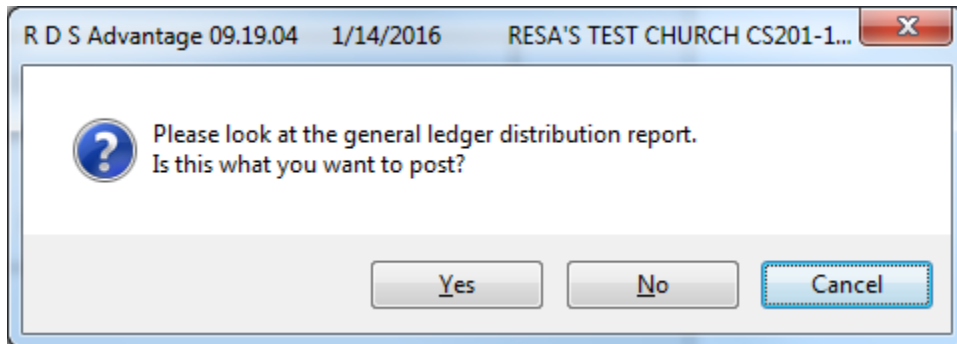 R D S Advantage 09.19.04 1/14/2016 RESA'S TEST CHURCH CS201-1...
Please look at the general ledger distribution report.
Is this what you want to post?
Yes No Cancel